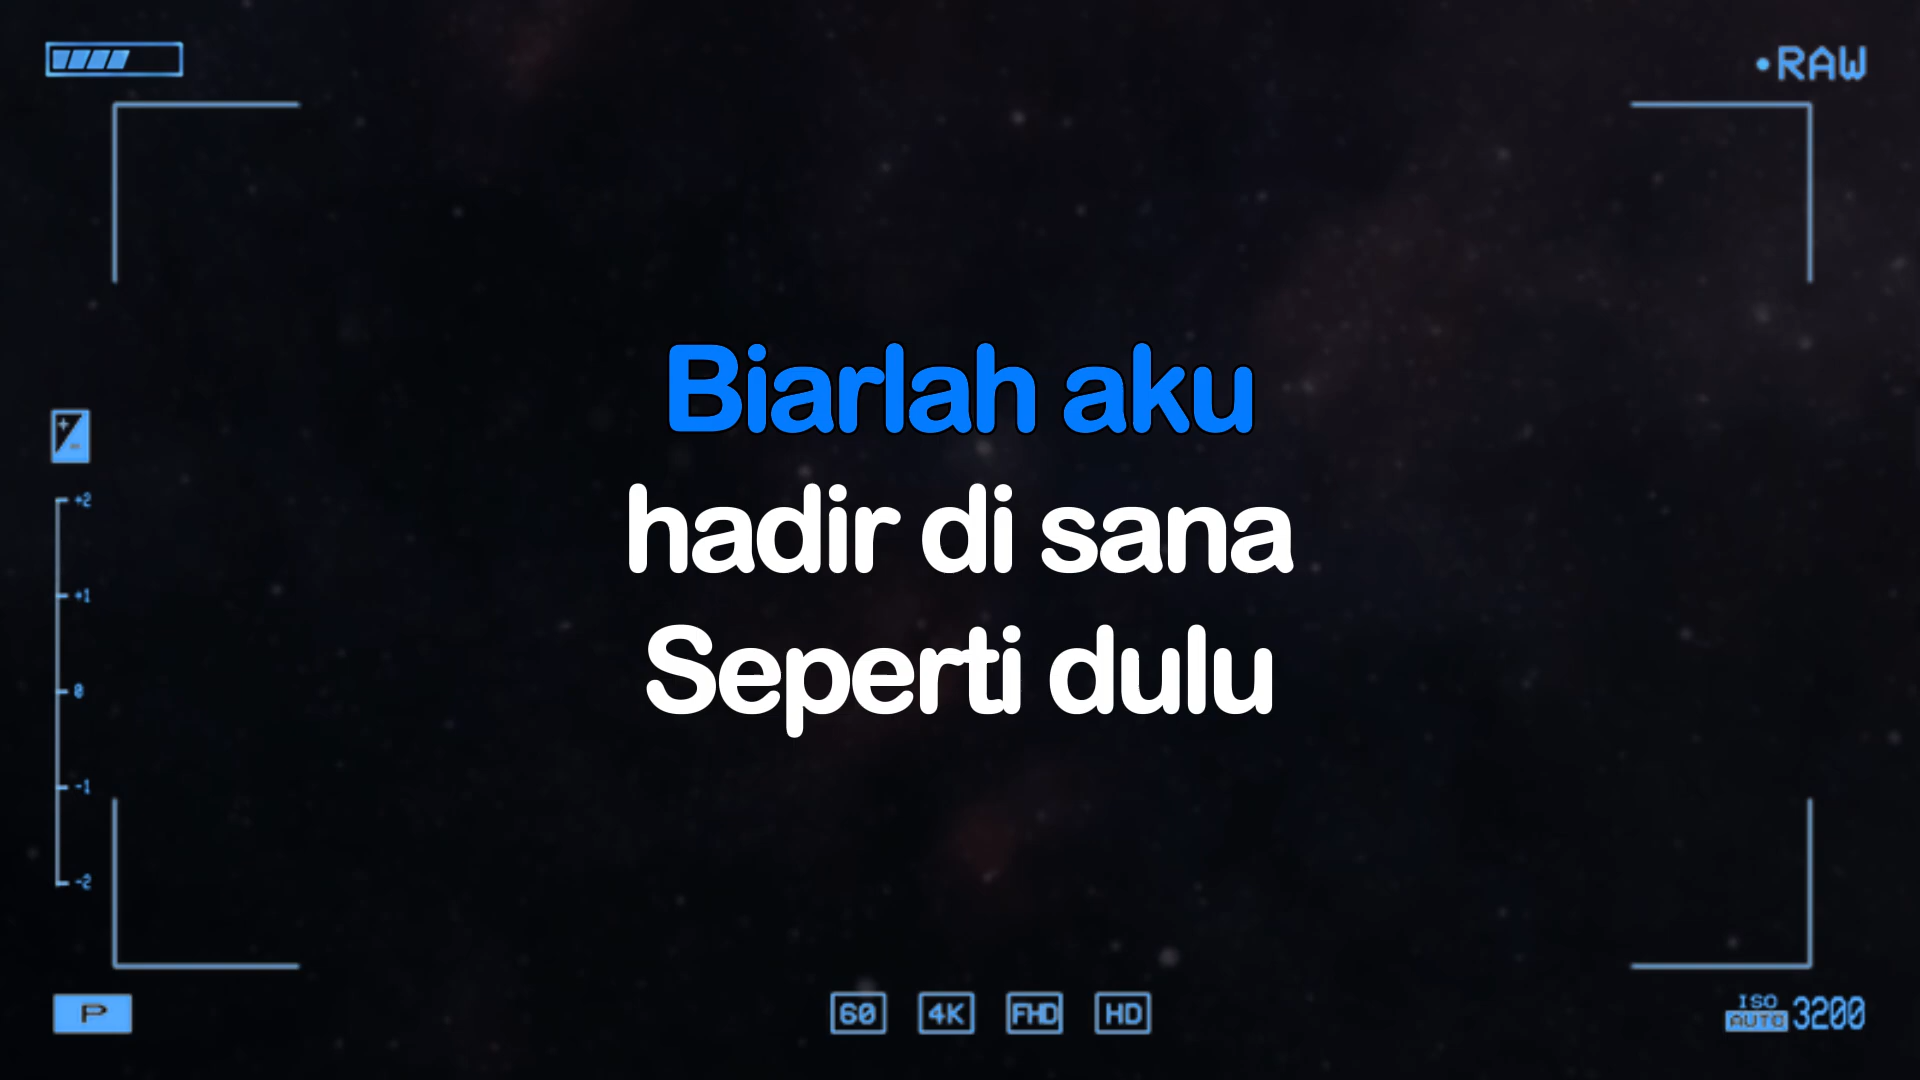 •RAW
Biarlah aku
hadir di sana
Seperti dulu
+
-
+2
+1
0
-1
-2
P
60 4K FHD HD
ISO
AUTO 3200